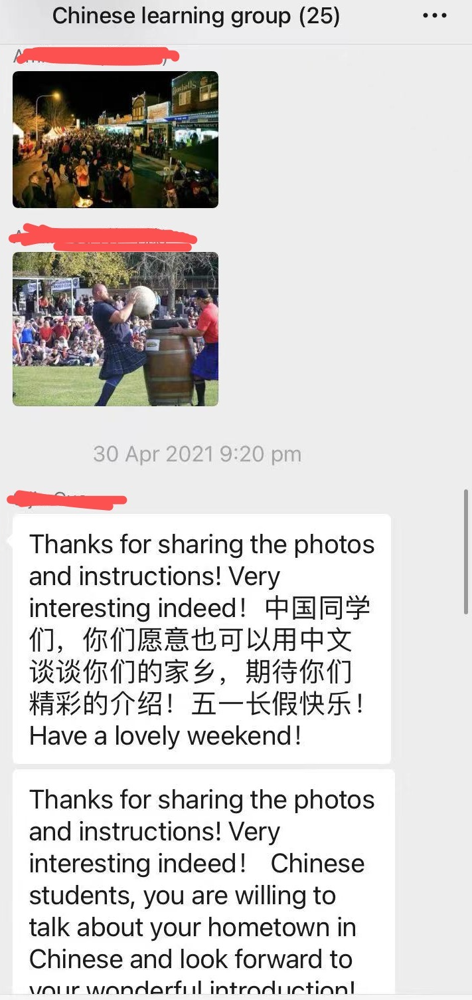 Chinese learning group (25)
Bushells
30 Apr 2021 9:20 pm
Thanks for sharing the photos
and instructions! Very
interesting indeed！中国同学
们，你们愿意也可以用中文
谈谈你们的家乡，期待你们
精彩的介绍！五一长假快乐！
Have a lovely weekend！
Thanks for sharing the photos
and instructions! Very
interesting indeed！ Chinese
students, you are willing to
talk about your hometown in
Chinese and look forward to
your wonderful introduction!